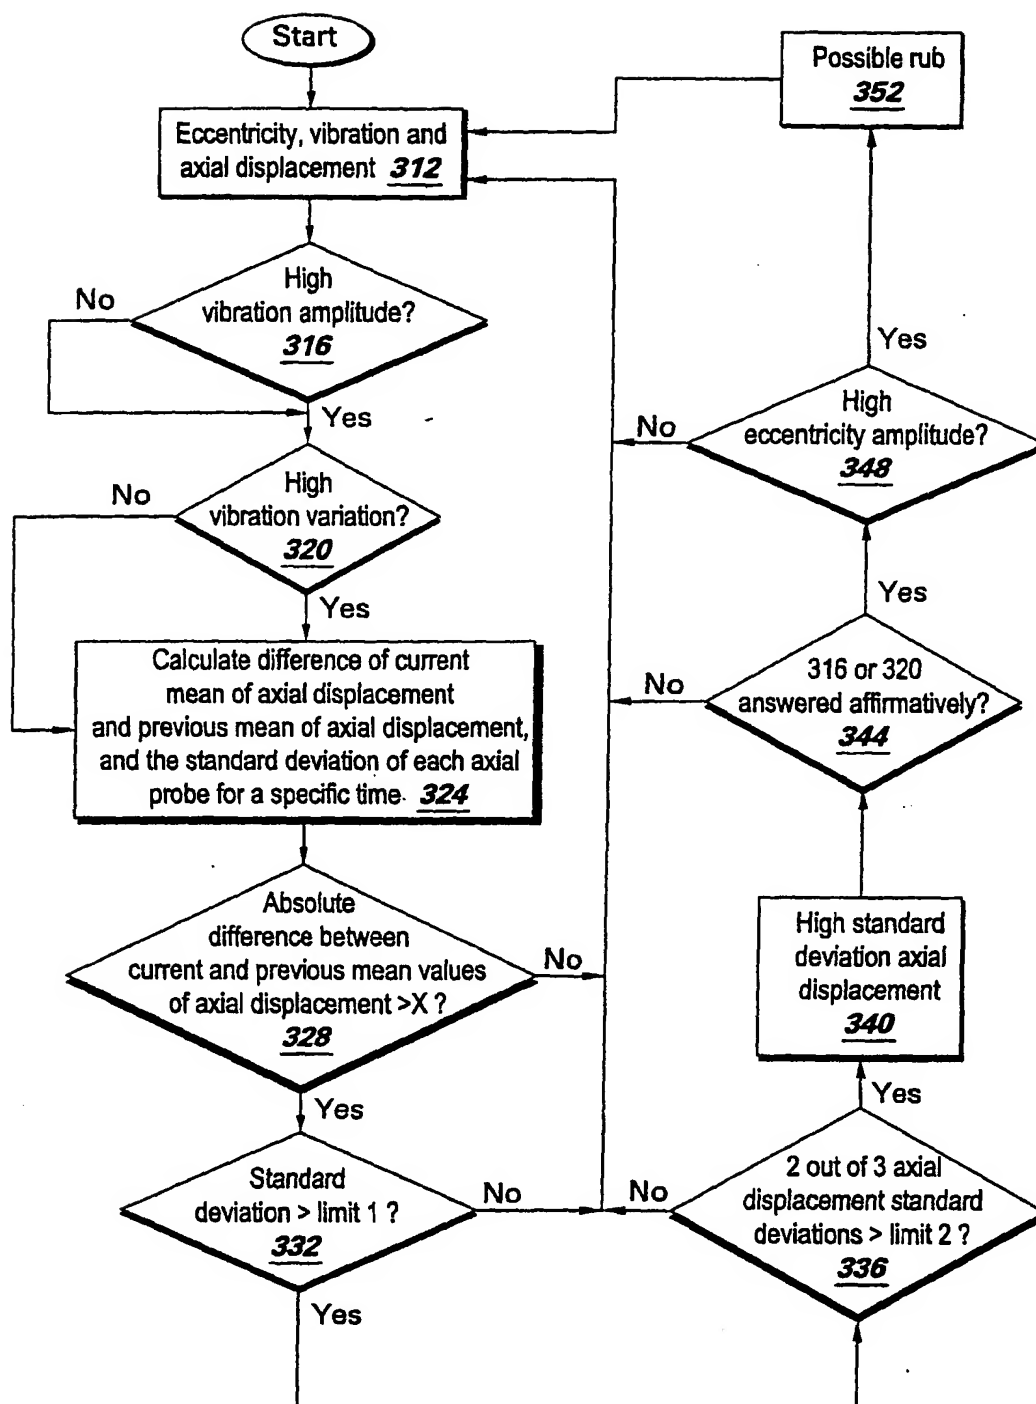 Start
Eccentricity, vibration and
axial displacement 312
High
vibration amplitude?
316
No
Yes
High
vibration variation?
320
No
Yes
Calculate difference of current
mean of axial displacement
and previous mean of axial displacement,
and the standard deviation of each axial
probe for a specific time. 324
Absolute
difference between
current and previous mean values
of axial displacement >X ?
328
No
Yes
Standard
deviation > limit 1 ?
332
No
Yes
2 out of 3 axial
displacement standard
deviations > limit 2 ?
336
No
Yes
High standard
deviation axial
displacement
340
316 or 320
answered affirmatively?
344
No
Yes
High
eccentricity amplitude?
348
No
Yes
Possible rub
352